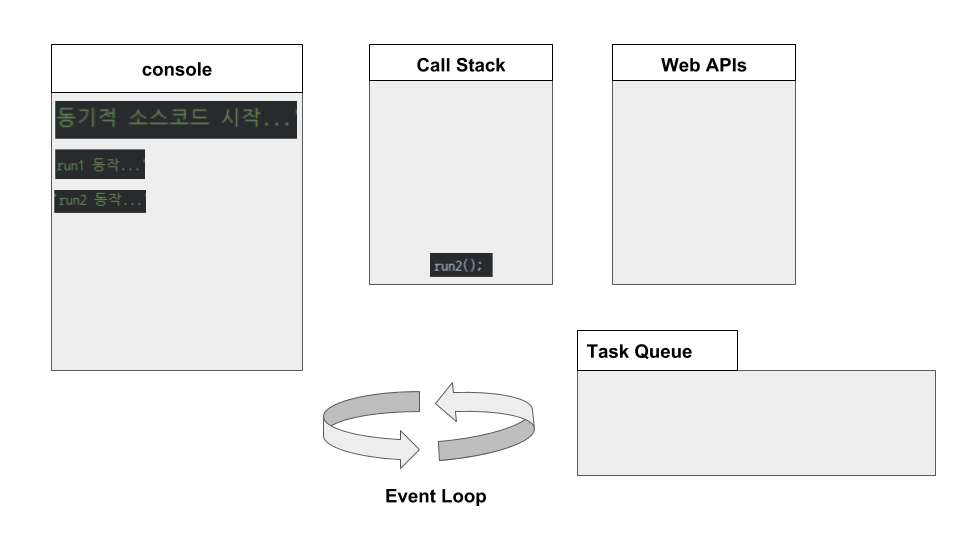 console
동기적 소스코드 시작...'
run1 동작...'
'run2 동작...'
Call Stack
run2();
Web APIs
Task Queue
Event Loop